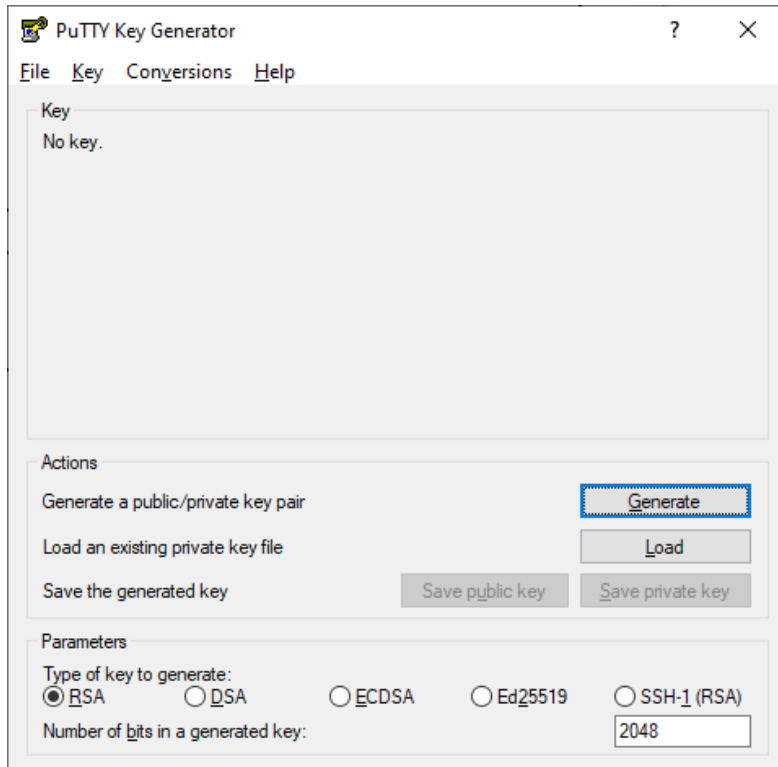 PuTTY Key Generator ?
File Key Conversions Help
Key
No key.
Actions
Generate a public/private key pair Generate
Load an existing private key file Load
Save the generated key Save public key Save private key
Parameters
Type of key to generate:
RSA DSA ECDSA Ed25519 SSH-1 (RSA)
Number of bits in a generated key: 2048